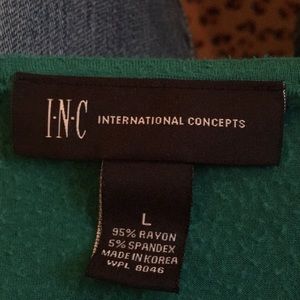 I·N·C INTERNATIONAL CONCEPTS
L
95% RAYON
5% SPANDEX
MADE IN KOREA
WPL 8046